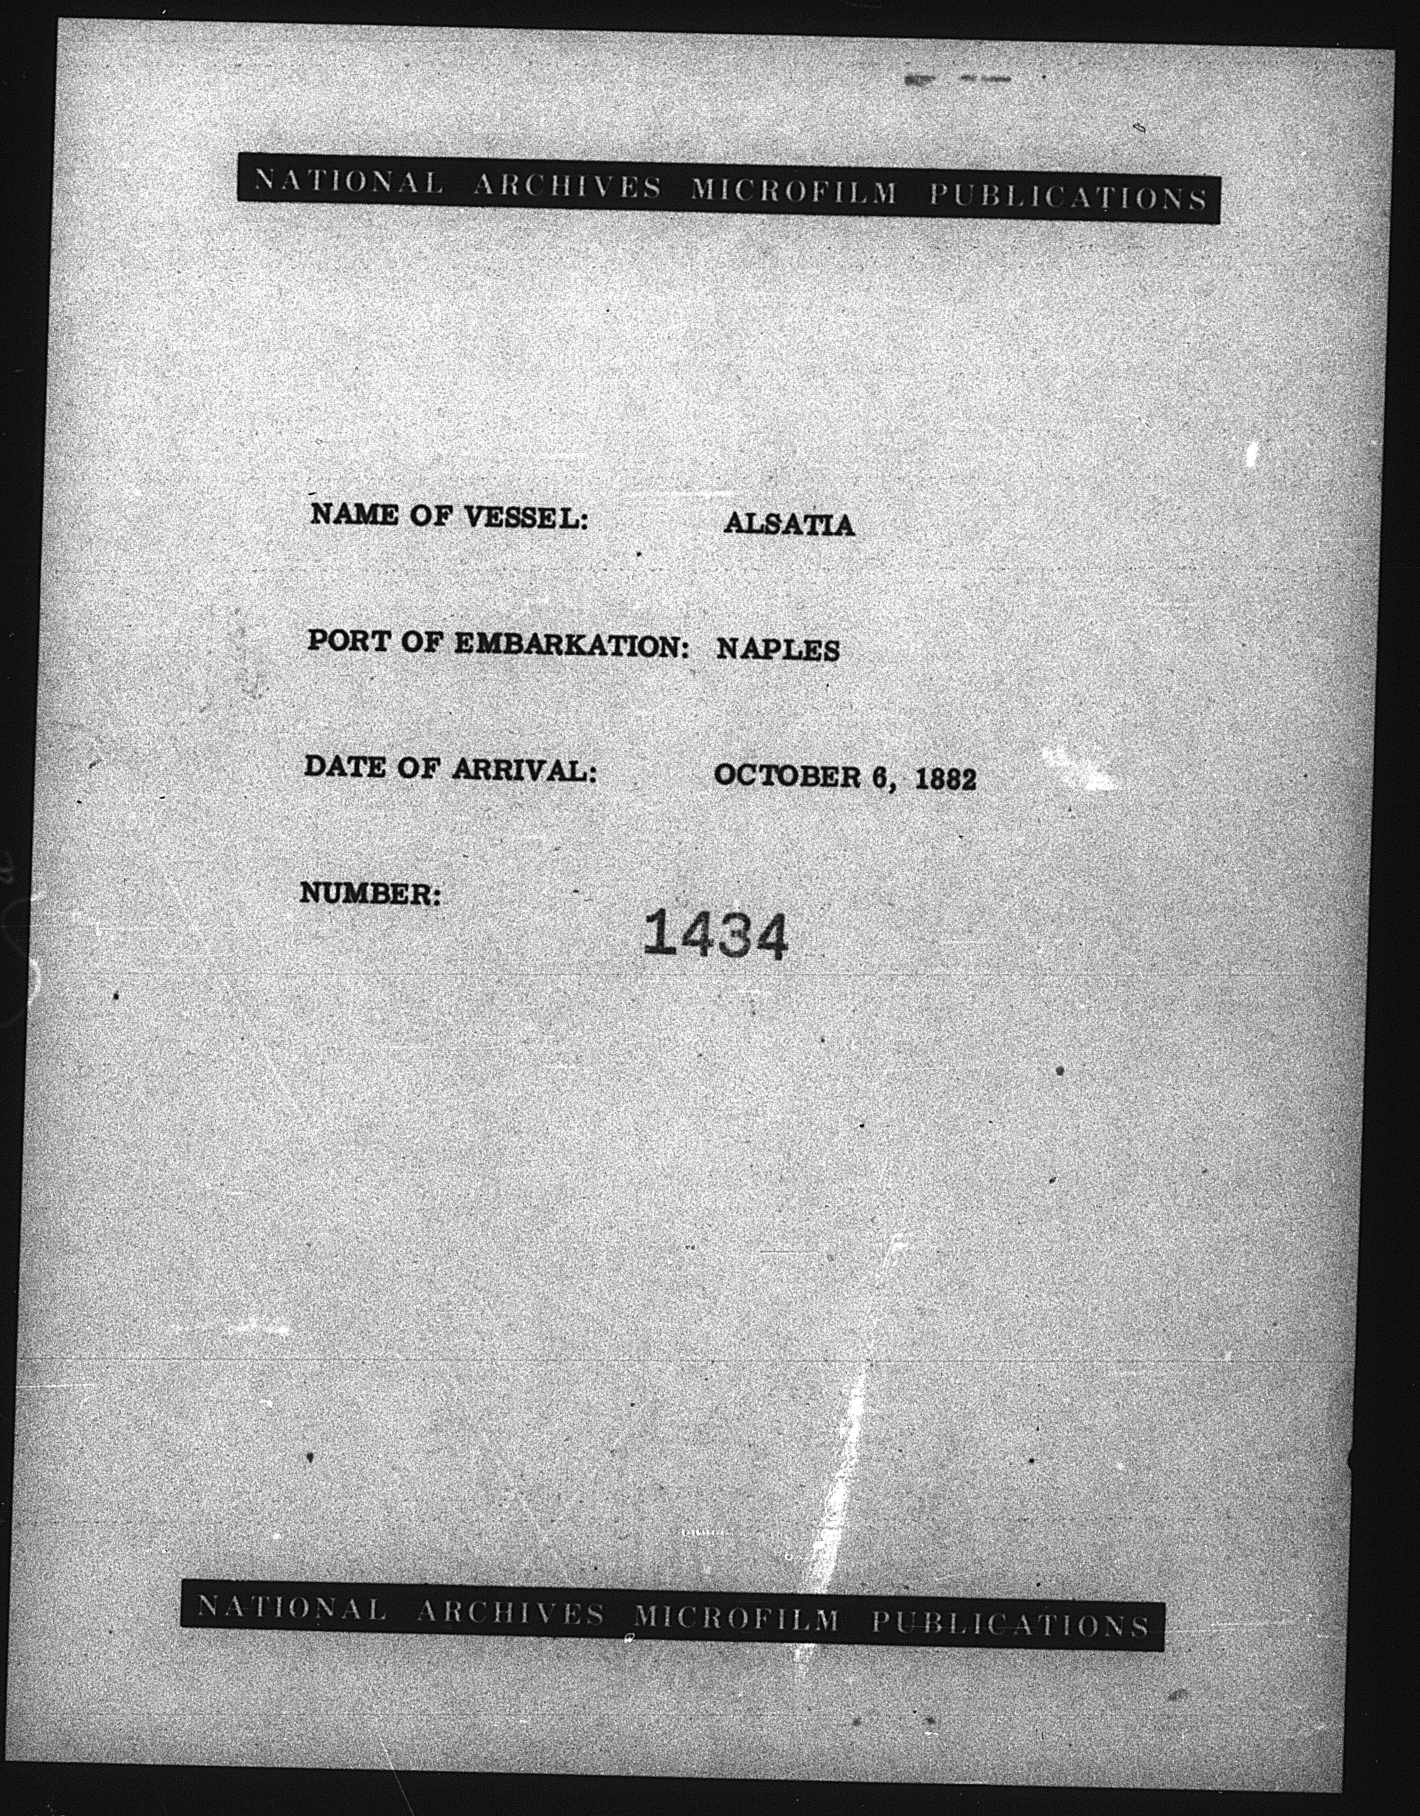 NATIONAL ARCHIVES MICROFILM PUBLICATIONS
NAME OF VESSEL: ALSATIA
PORT OF EMBARKATION: NAPLES
DATE OF ARRIVAL: OCTOBER 6, 1882
NUMBER:
1434
NATIONAL ARCHIVES MICROFILM PUBLICATIONS